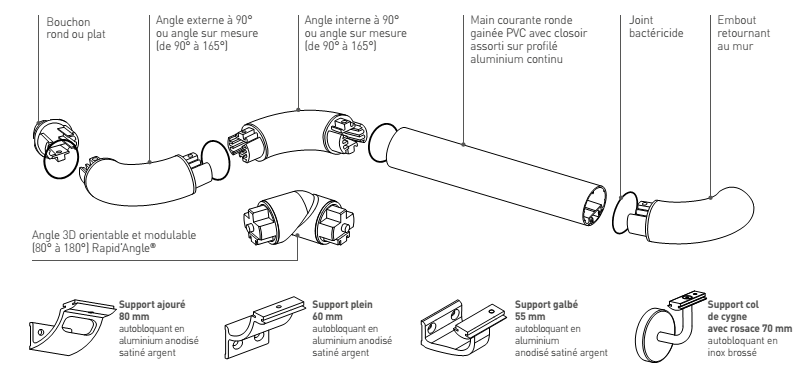 Bouchon
rond ou plat
Angle externe à 90°
ou angle sur mesure
(de 90° à 165°)
Angle interne à 90°
ou angle sur mesure
(de 90° à 165°)
Main courante ronde
gainée PVC avec closoir
assorti sur profilé
aluminium continu
Joint
bactéricide
Embout
retournant
au mur
Angle 3D orientable et modulable
(80° à 180°) Rapid'Angle®
Support ajouré
80 mm
autobloquant en
aluminium anodisé
satiné argent
Support plein
60 mm
autobloquant en
aluminium anodisé
satiné argent
Support galbé
55 mm
autobloquant en
aluminium
anodisé satiné argent
Support col
de cygne
avec rosace 70 mm
autobloquant en
inox brossé